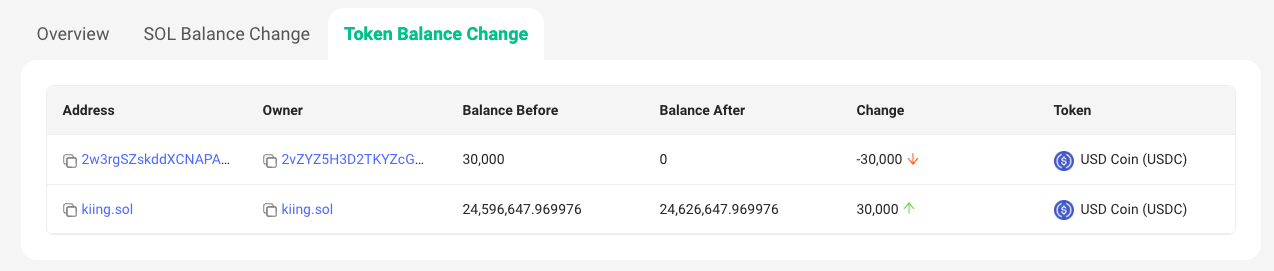 Overview SOL Balance Change Token Balance Change
Address Owner Balance Before Balance After Change Token
2w3rgSZskddXCNAPA... 2vZYZ5H3D2TKYZcG... 30,000 0 -30,000 USD Coin (USDC)
kiing.sol kiing.sol 24,596,647.969976 24,626,647.969976 30,000 USD Coin (USDC)